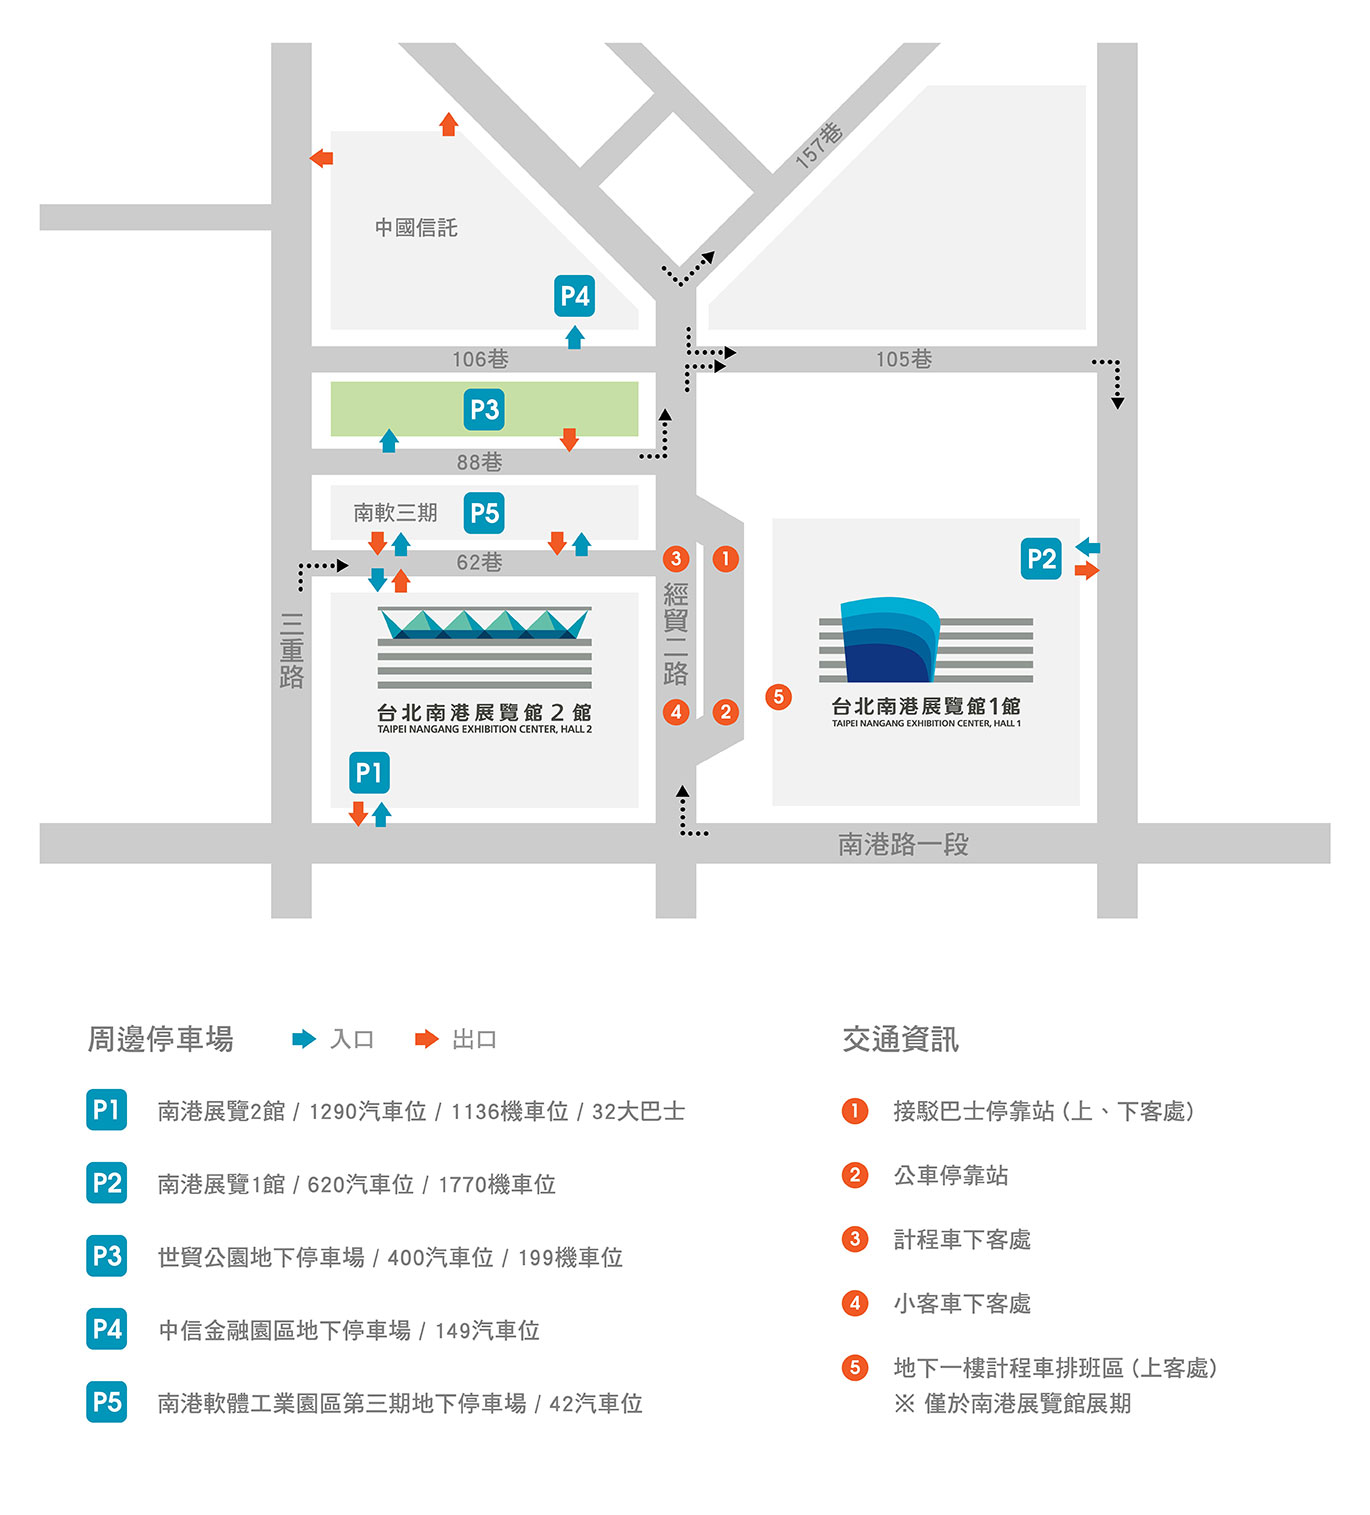 157巷
中國信託
P4
106巷
105巷
P3
88巷
南軟三期
P5
62巷
3
1
P2
三重路
經貿二路
台北南港展覽館2館
TAIPEI NANGANG EXHIBITION CENTER, HALL 2
4
2
5
台北南港展覽館1館
TAIPEI NANGANG EXHIBITION CENTER, HALL 1
P1
南港路一段
周邊停車場
入口
出口
P1 南港展覽2館 / 1290汽車位 / 1136機車位 / 32大巴士
P2 南港展覽1館 / 620汽車位 / 1770機車位
P3 世貿公園地下停車場 / 400汽車位 / 199機車位
P4 中信金融園區地下停車場 / 149汽車位
P5 南港軟體工業園區第三期地下停車場 / 42汽車位
交通資訊
1 接駁巴士停靠站 (上、下客處)
2 公車停靠站
3 計程車下客處
4 小客車下客處
5 地下一樓計程車排班區 (上客處)
※ 僅於南港展覽館展期